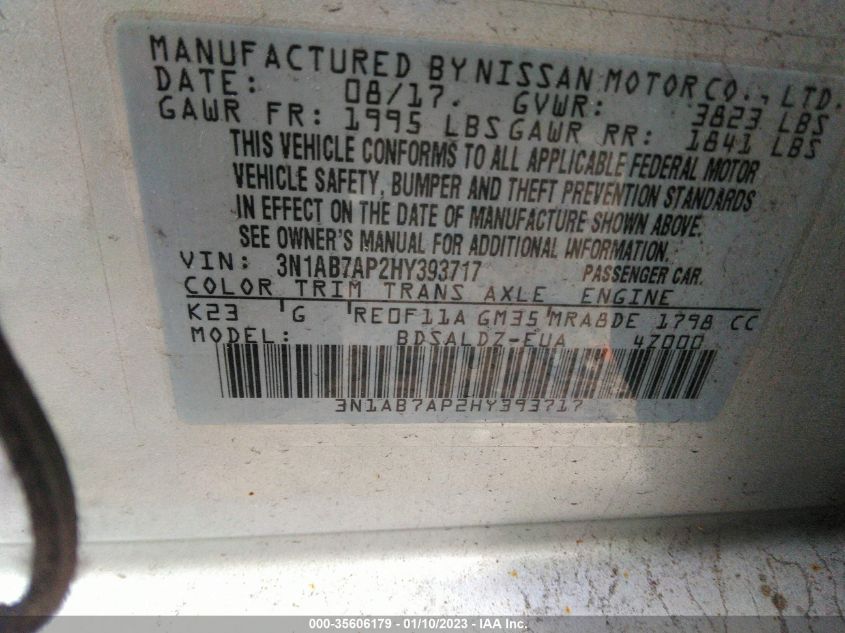 MANUFACTURED BY NISSAN MOTOR CO., LTD.
DATE: 08/17. GVWR: 3823 LBS
GAWR FR: 1995 LBS GAWR RR: 1841 LBS
THIS VEHICLE CONFORMS TO ALL APPLICABLE FEDERAL MOTOR
VEHICLE SAFETY, BUMPER AND THEFT PREVENTION STANDARDS
IN EFFECT ON THE DATE OF MANUFACTURE SHOWN ABOVE.
SEE OWNER'S MANUAL FOR ADDITIONAL INFORMATION.
VIN: 3N1AB7AP2HY393717 PASSENGER CAR.
COLOR TRIM TRANS AXLE ENGINE
K23 G RE0F11A GM35 MRA8DE 1798 CC
MODEL: BDSALDZ-EUA 47000
3N1AB7AP2HY393717
000-35606179 — 01/10/2023 — IAA, Inc.